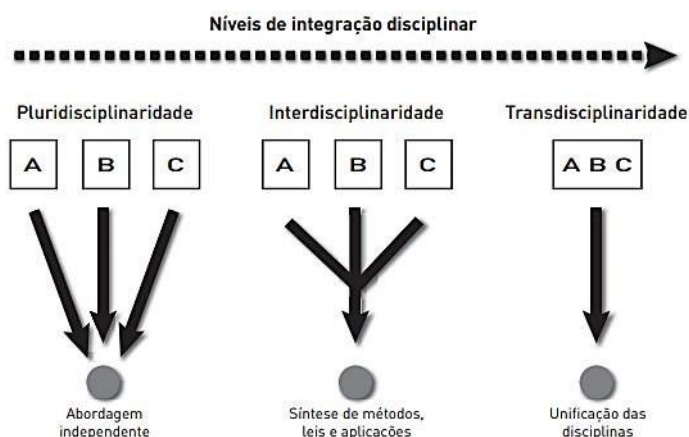 Níveis de integração disciplinar
Pluridisciplinaridade
Interdisciplinaridade
Transdisciplinaridade
A B C
A B C
A B C
Abordagem
independente
Síntese de métodos,
leis e aplicações
Unificação das
disciplinas